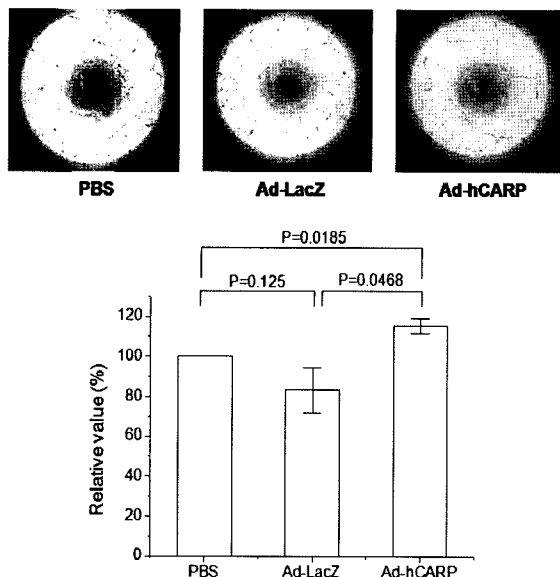 PBS Ad-LacZ Ad-hCARP
P=0.0185
P=0.125 P=0.0468
120
100
80
60
40
20
0
Relative value (%)
PBS Ad-LacZ Ad-hCARP